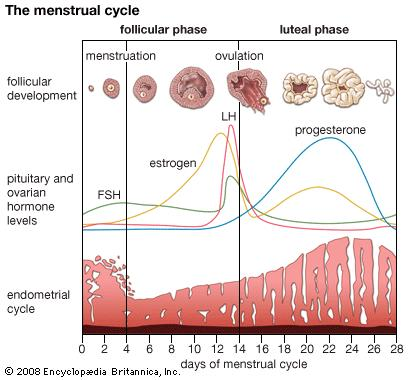 The menstrual cycle
follicular phase luteal phase
menstruation ovulation
follicular
development
LH
progesterone
estrogen
pituitary and
ovarian
hormone
levels
FSH
endometrial
cycle
0 2 4 6 8 10 12 14 16 18 20 22 24 26 28
days of menstrual cycle
© 2008 Encyclopædia Britannica, Inc.